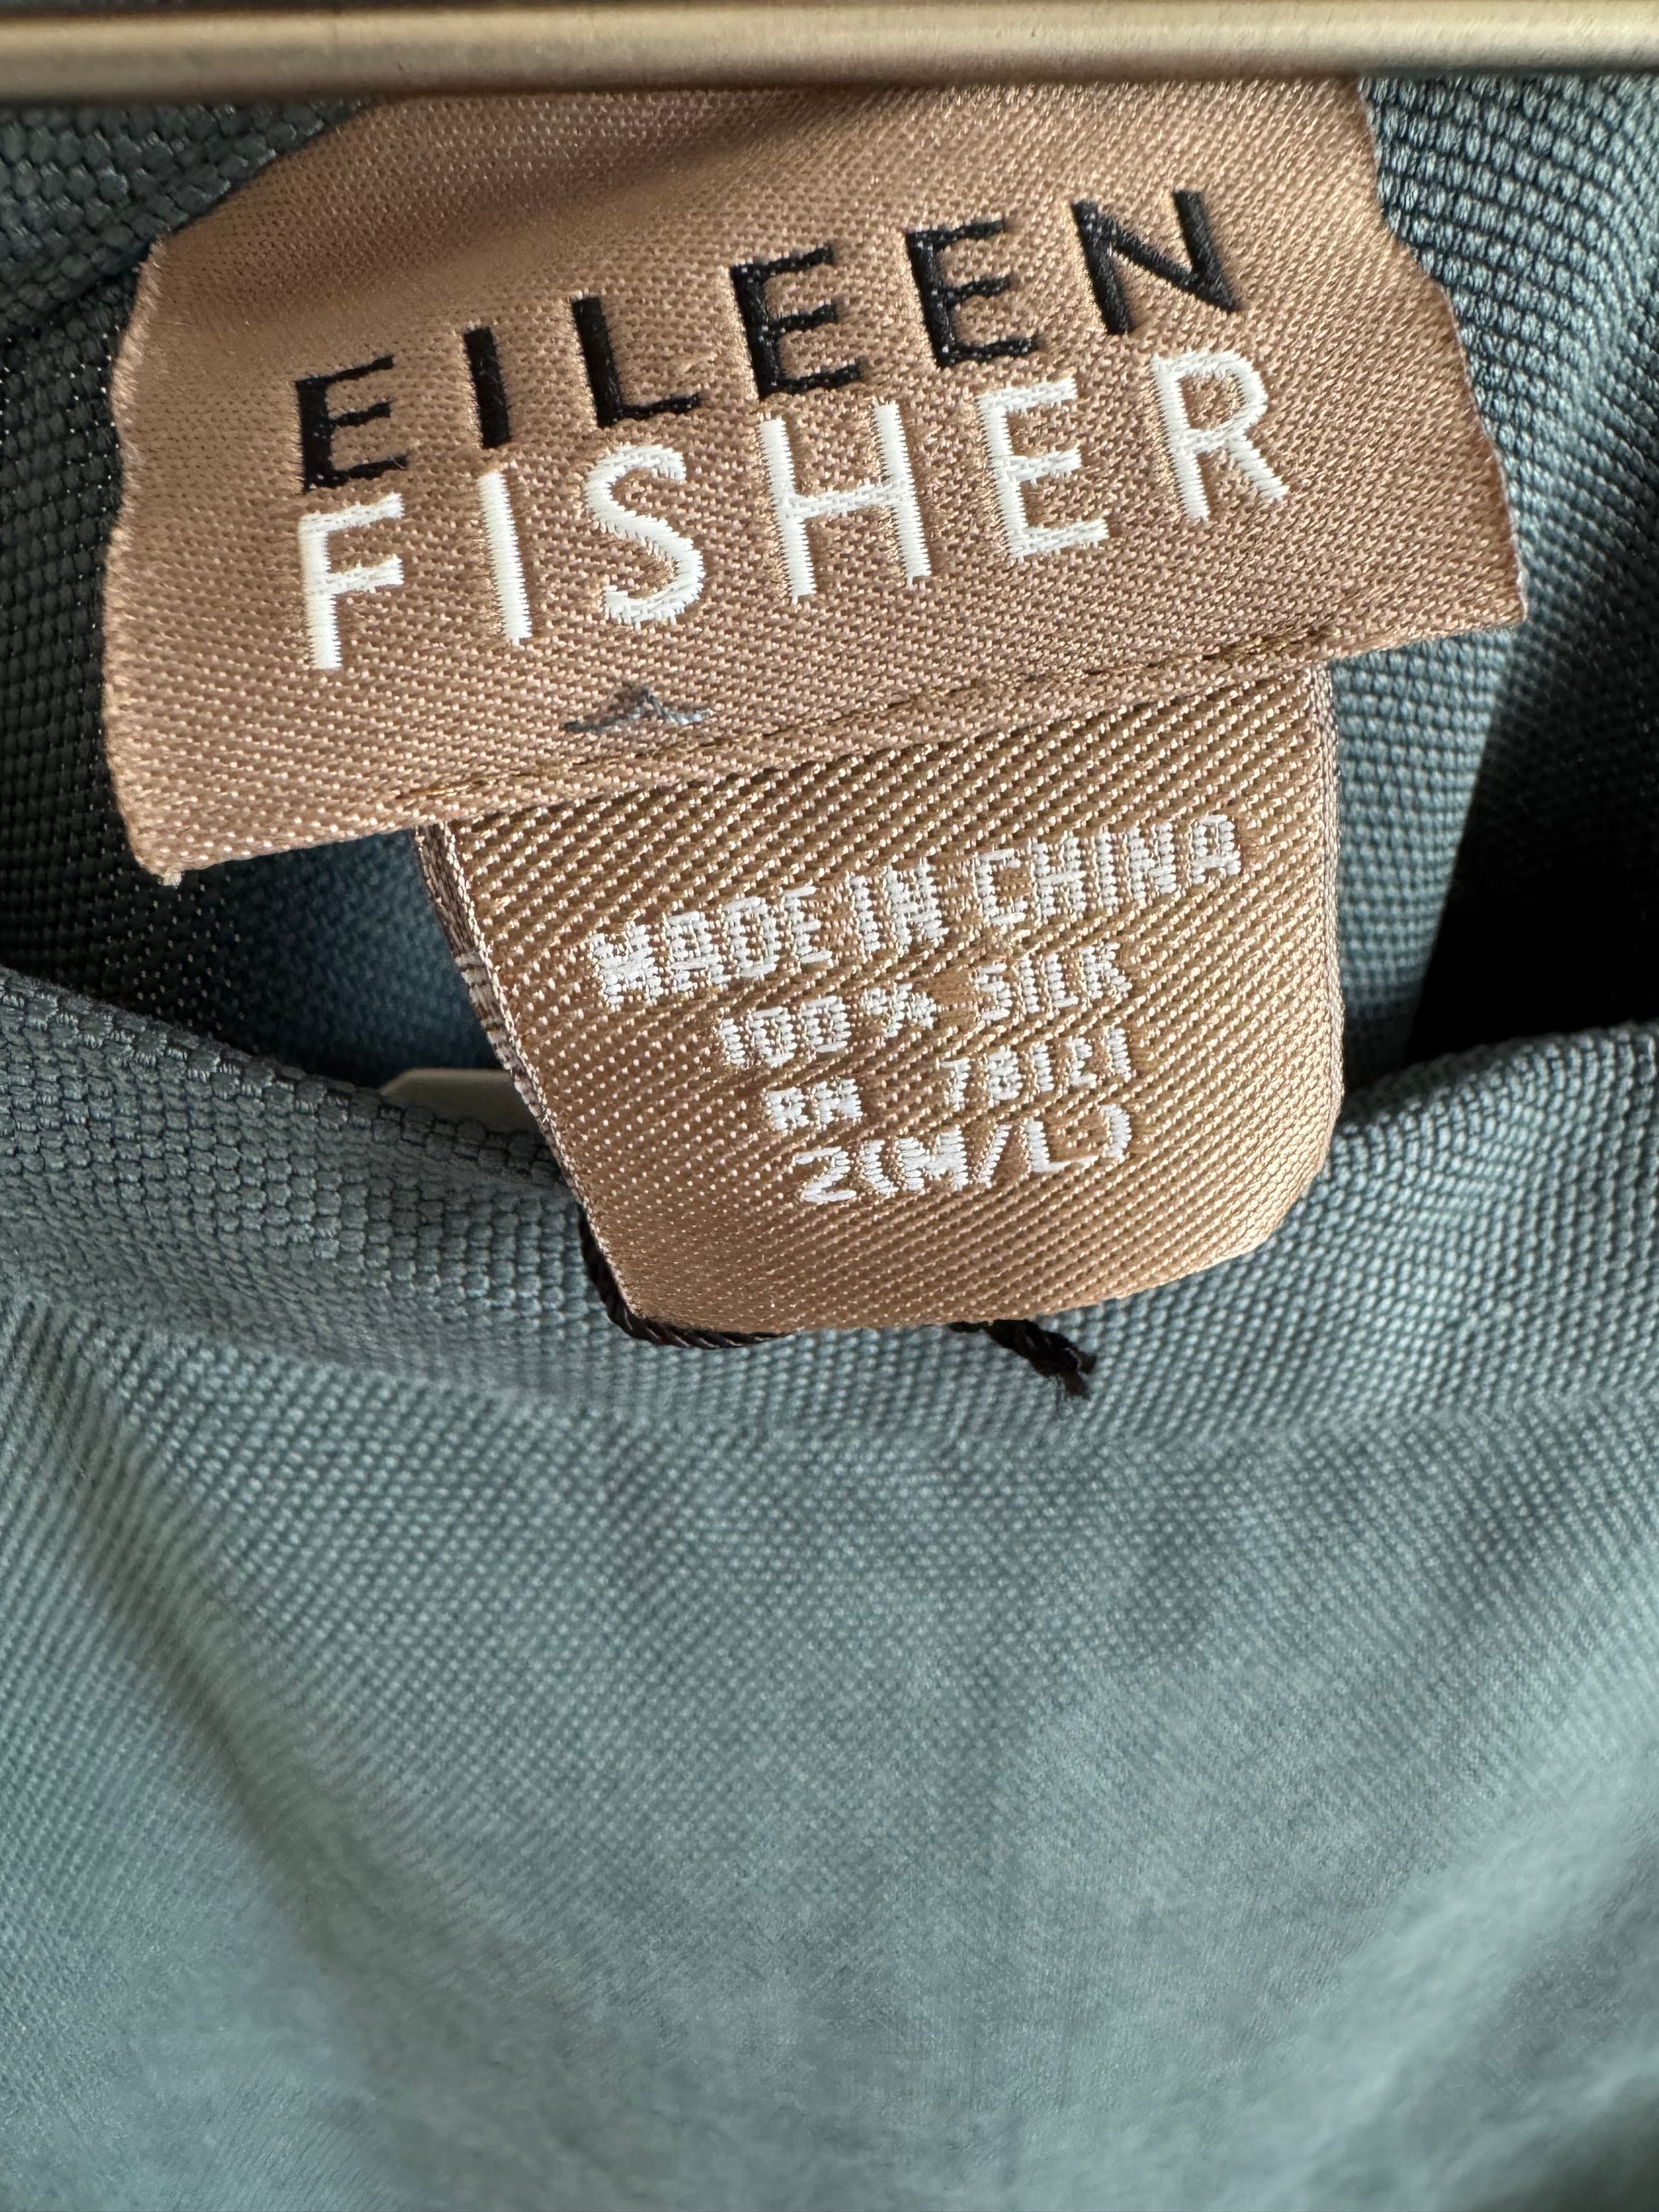 EILEEN
FISHER
MADE IN CHINA
100% SILK
RN 78121
2(M/L)